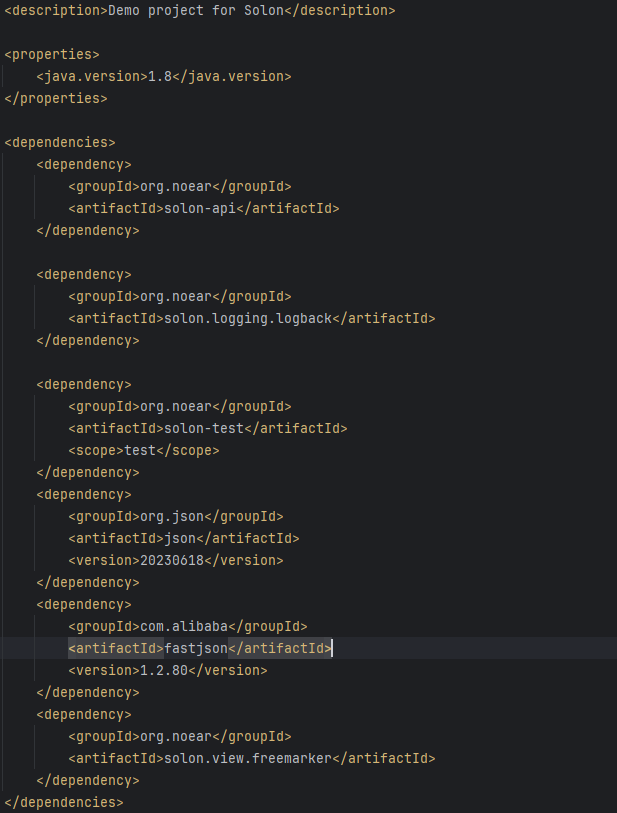 <description>Demo project for Solon</description>
<properties>
<java.version>1.8</java.version>
</properties>
<dependencies>
<dependency>
<groupId>org.noear</groupId>
<artifactId>solon-api</artifactId>
</dependency>
<dependency>
<groupId>org.noear</groupId>
<artifactId>solon.logging.logback</artifactId>
</dependency>
<dependency>
<groupId>org.noear</groupId>
<artifactId>solon-test</artifactId>
<scope>test</scope>
</dependency>
<dependency>
<groupId>org.json</groupId>
<artifactId>json</artifactId>
<version>20230618</version>
</dependency>
<dependency>
<groupId>com.alibaba</groupId>
<artifactId>fastjson</artifactId>
<version>1.2.80</version>
</dependency>
<dependency>
<groupId>org.noear</groupId>
<artifactId>solon.view.freemarker</artifactId>
</dependency>
</dependencies>